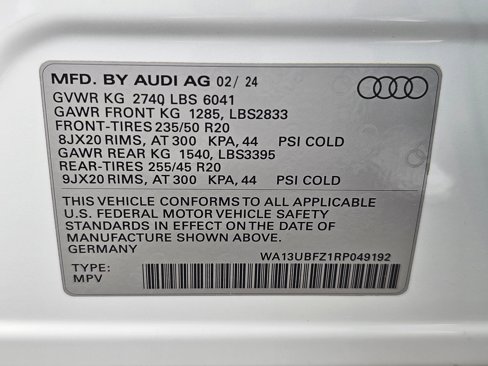 MFD. BY AUDI AG 02/ 24
GVWR KG 2740 LBS 6041
GAWR FRONT KG 1285, LBS2833
FRONT-TIRES 235/50 R20
8JX20 RIMS, AT 300 KPA, 44 PSI COLD
GAWR REAR KG 1540, LBS3395
REAR-TIRES 255/45 R20
9JX20 RIMS, AT 300 KPA, 44 PSI COLD
THIS VEHICLE CONFORMS TO ALL APPLICABLE
U.S. FEDERAL MOTOR VEHICLE SAFETY
STANDARDS IN EFFECT ON THE DATE OF
MANUFACTURE SHOWN ABOVE.
GERMANY
WA13UBFZ1RP049192
TYPE:
MPV